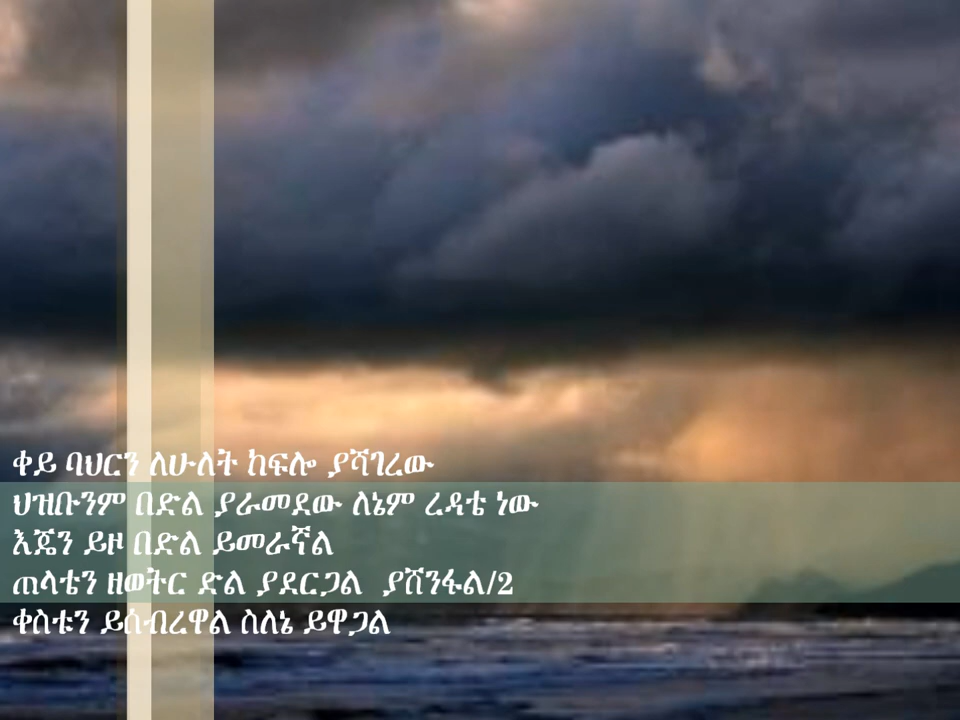 ቀይ ባህርን ለሁለት ከፍሎ ያሻገረው
ህዝቡንም በድል ያራመደው ለኔም ረዳቴ ነው
እጄን ይዞ በድል ይመራኛል
ጠላቴን ዘወትር ድል ያደርጋል ያሸንፋል/2
ቀስቱን ይሰብረዋል ስለኔ ይዋጋል